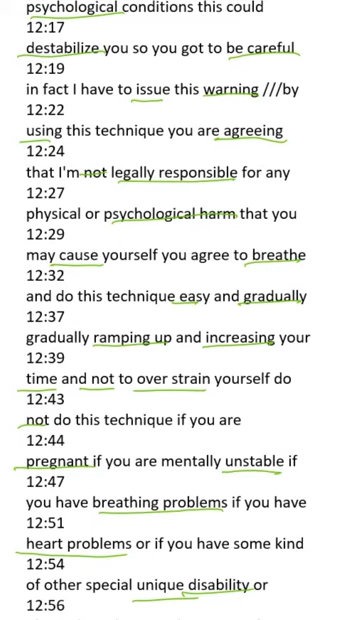 psychological conditions this could
12:17
destabilize you so you got to be careful
12:19
in fact I have to issue this warning ///by
12:22
using this technique you are agreeing
12:24
that I'm not legally responsible for any
12:27
physical or psychological harm that you
12:29
may cause yourself you agree to breathe
12:32
and do this technique easy and gradually
12:37
gradually ramping up and increasing your
12:39
time and not to over strain yourself do
12:43
not do this technique if you are
12:44
pregnant if you are mentally unstable if
12:47
you have breathing problems if you have
12:51
heart problems or if you have some kind
12:54
of other special unique disability or
12:56